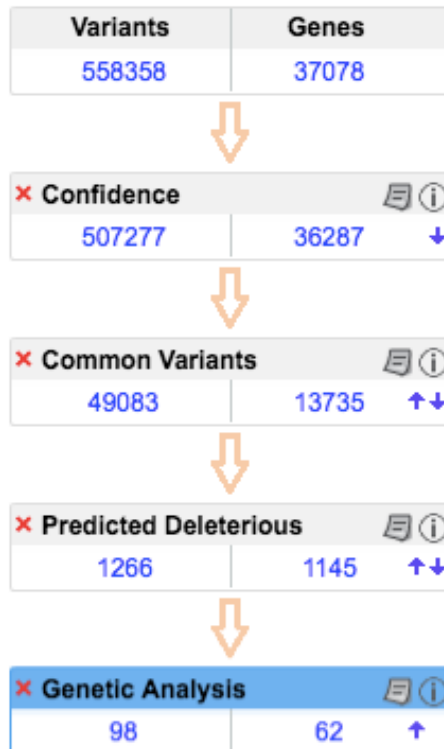 Variants Genes
558358 37078
Confidence
507277 36287
Common Variants
49083 13735
Predicted Deleterious
1266 1145
Genetic Analysis
98 62